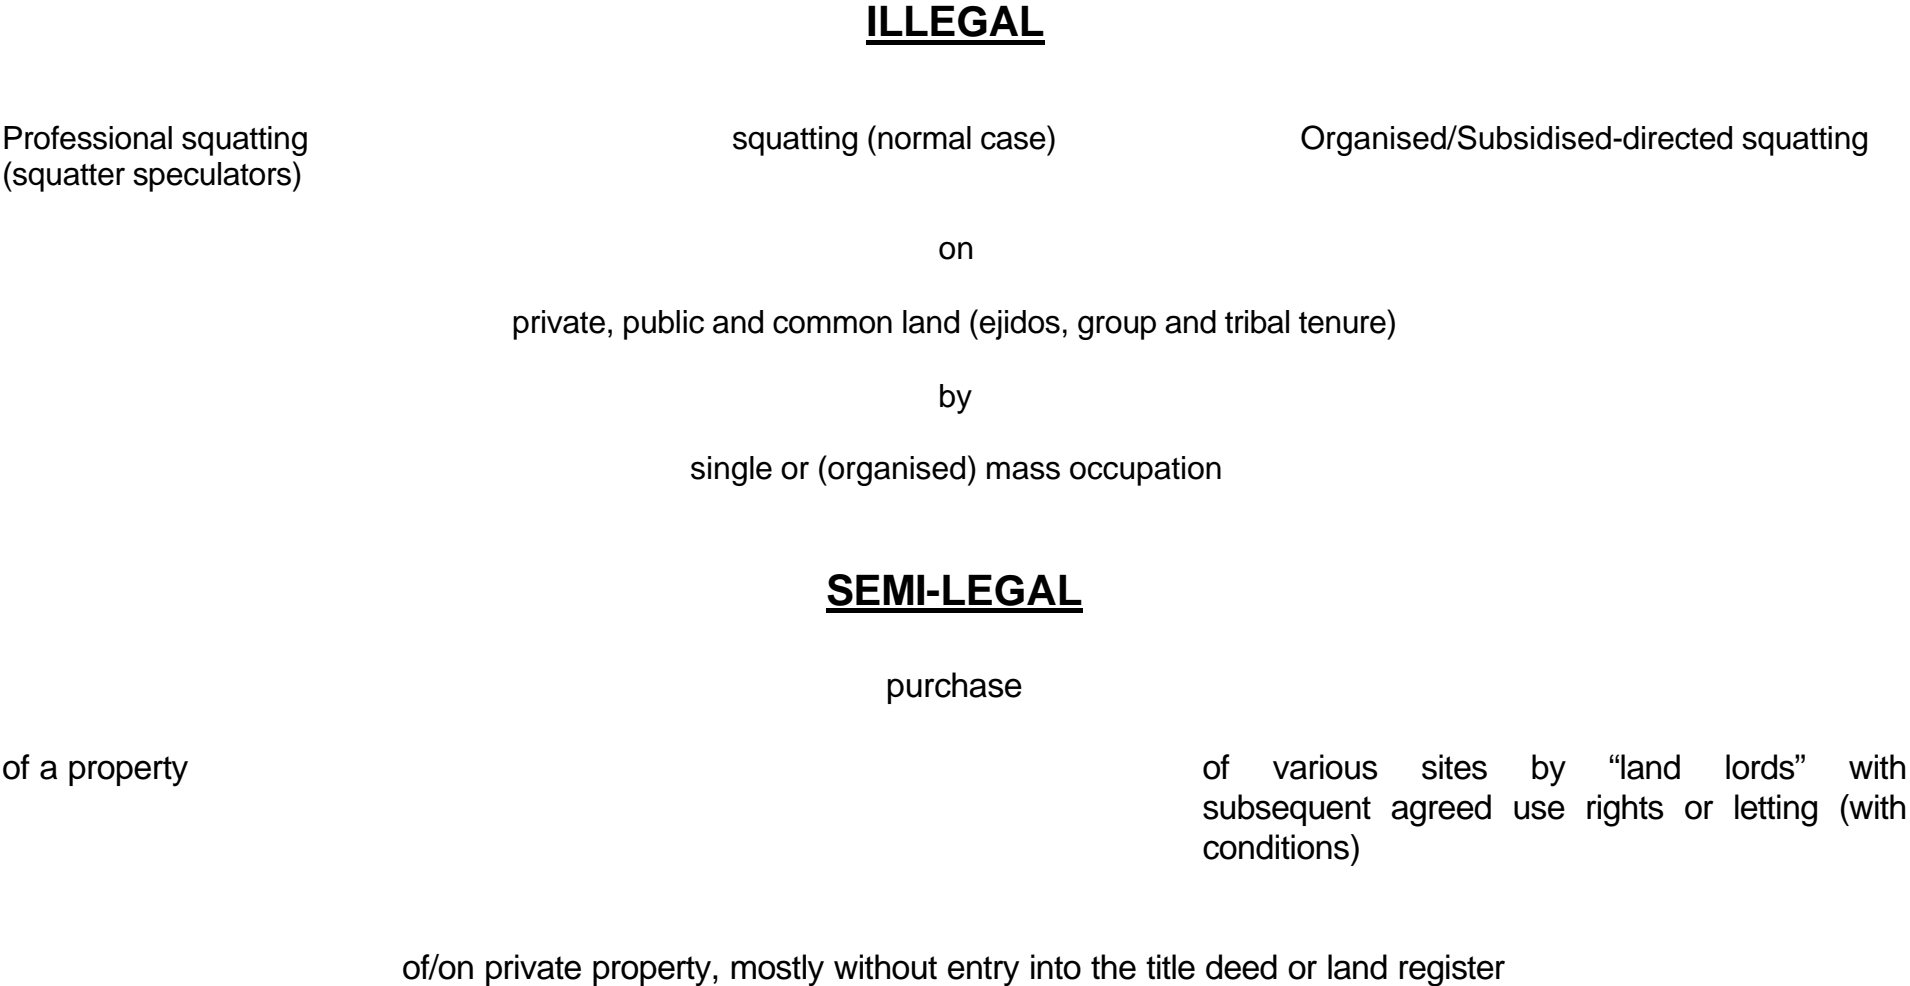 ILLEGAL
Professional squatting
(squatter speculators)
squatting (normal case)
Organised/Subsidised-directed squatting
on
private, public and common land (ejidos, group and tribal tenure)
by
single or (organised) mass occupation
SEMI-LEGAL
purchase
of a property
of various sites by “land lords” with
subsequent agreed use rights or letting (with
conditions)
of/on private property, mostly without entry into the title deed or land register